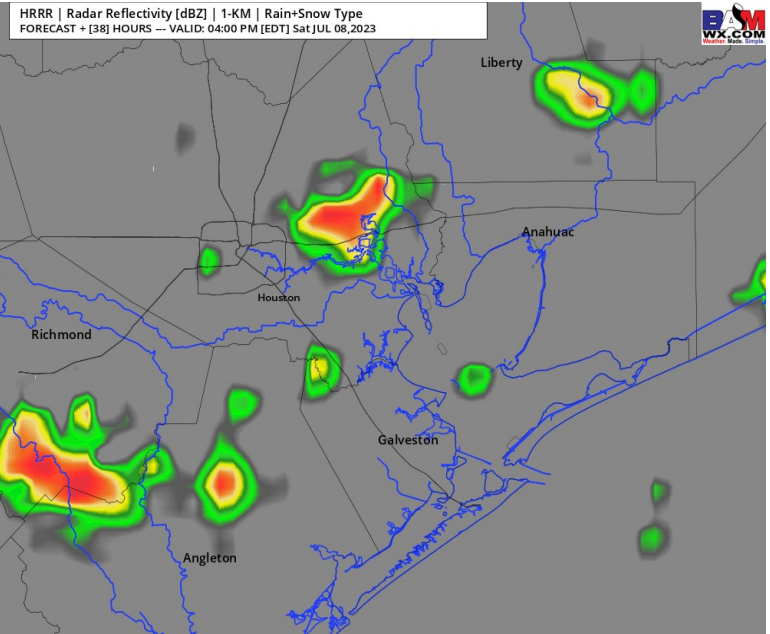 HRRR | Radar Reflectivity [dBZ] | 1-KM | Rain+Snow Type
FORECAST + [38] HOURS --- VALID: 04:00 PM [EDT] Sat JUL 08,2023
BAM
WX.COM
Weather. Made. Simple.
Liberty
Anahuac
Houston
Richmond
Galveston
Angleton